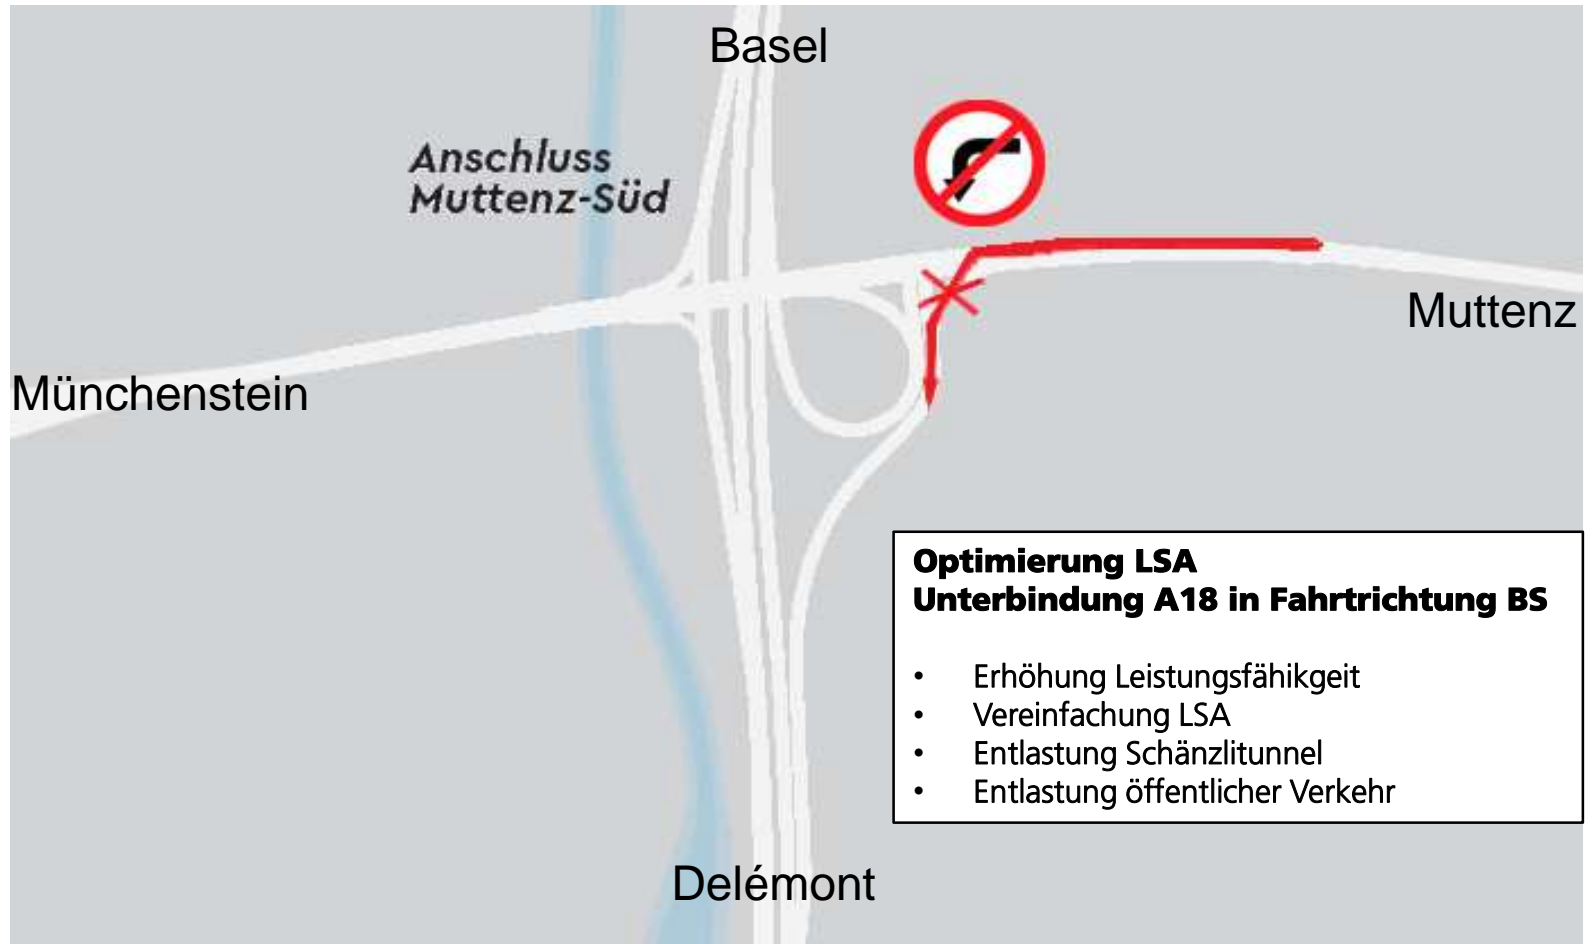 Basel
Anschluss
Muttenz-Süd
Muttenz
Münchenstein
Optimierung LSA
Unterbindung A18 in Fahrtrichtung BS
• Erhöhung Leistungsfähikgeit
• Vereinfachung LSA
• Entlastung Schänzlitunnel
• Entlastung öffentlicher Verkehr
Delémont